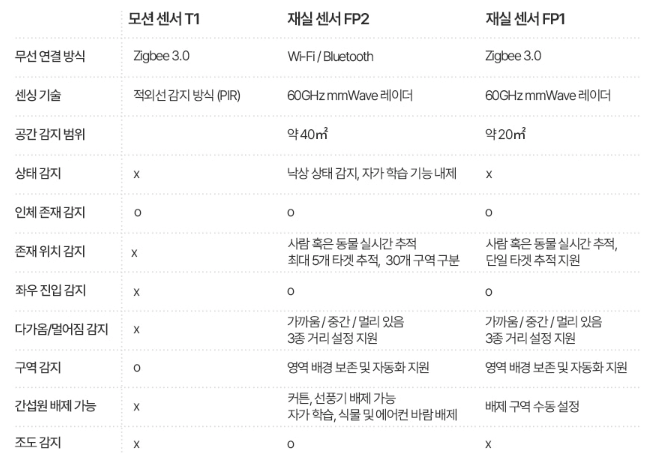 모션 센서 T1 재실 센서 FP2 재실 센서 FP1
무선 연결 방식 Zigbee 3.0 Wi-Fi / Bluetooth Zigbee 3.0
센싱 기술 적외선 감지 방식 (PIR) 60GHz mmWave 레이더 60GHz mmWave 레이더
공간 감지 범위 약 40㎡ 약 20㎡
상태 감지 x 낙상 상태 감지, 자가 학습 기능 내제 x
인체 존재 감지 o o o
존재 위치 감지 x 사람 혹은 동물 실시간 추적 사람 혹은 동물 실시간 추적,
최대 5개 타겟 추적, 30개 구역 구분 단일 타겟 추적 지원
좌우 진입 감지 x o o
다가옴/멀어짐 감지 x 가까움 / 중간 / 멀리 있음 가까움 / 중간 / 멀리 있음
3종 거리 설정 지원 3종 거리 설정 지원
구역 감지 o 영역 배경 보존 및 자동화 지원 영역 배경 보존 및 자동화 지원
간섭원 배제 가능 x 커튼, 선풍기 배제 가능 배제 구역 수동 설정
자가 학습, 식물 및 에어컨 바람 배제
조도 감지 x o x